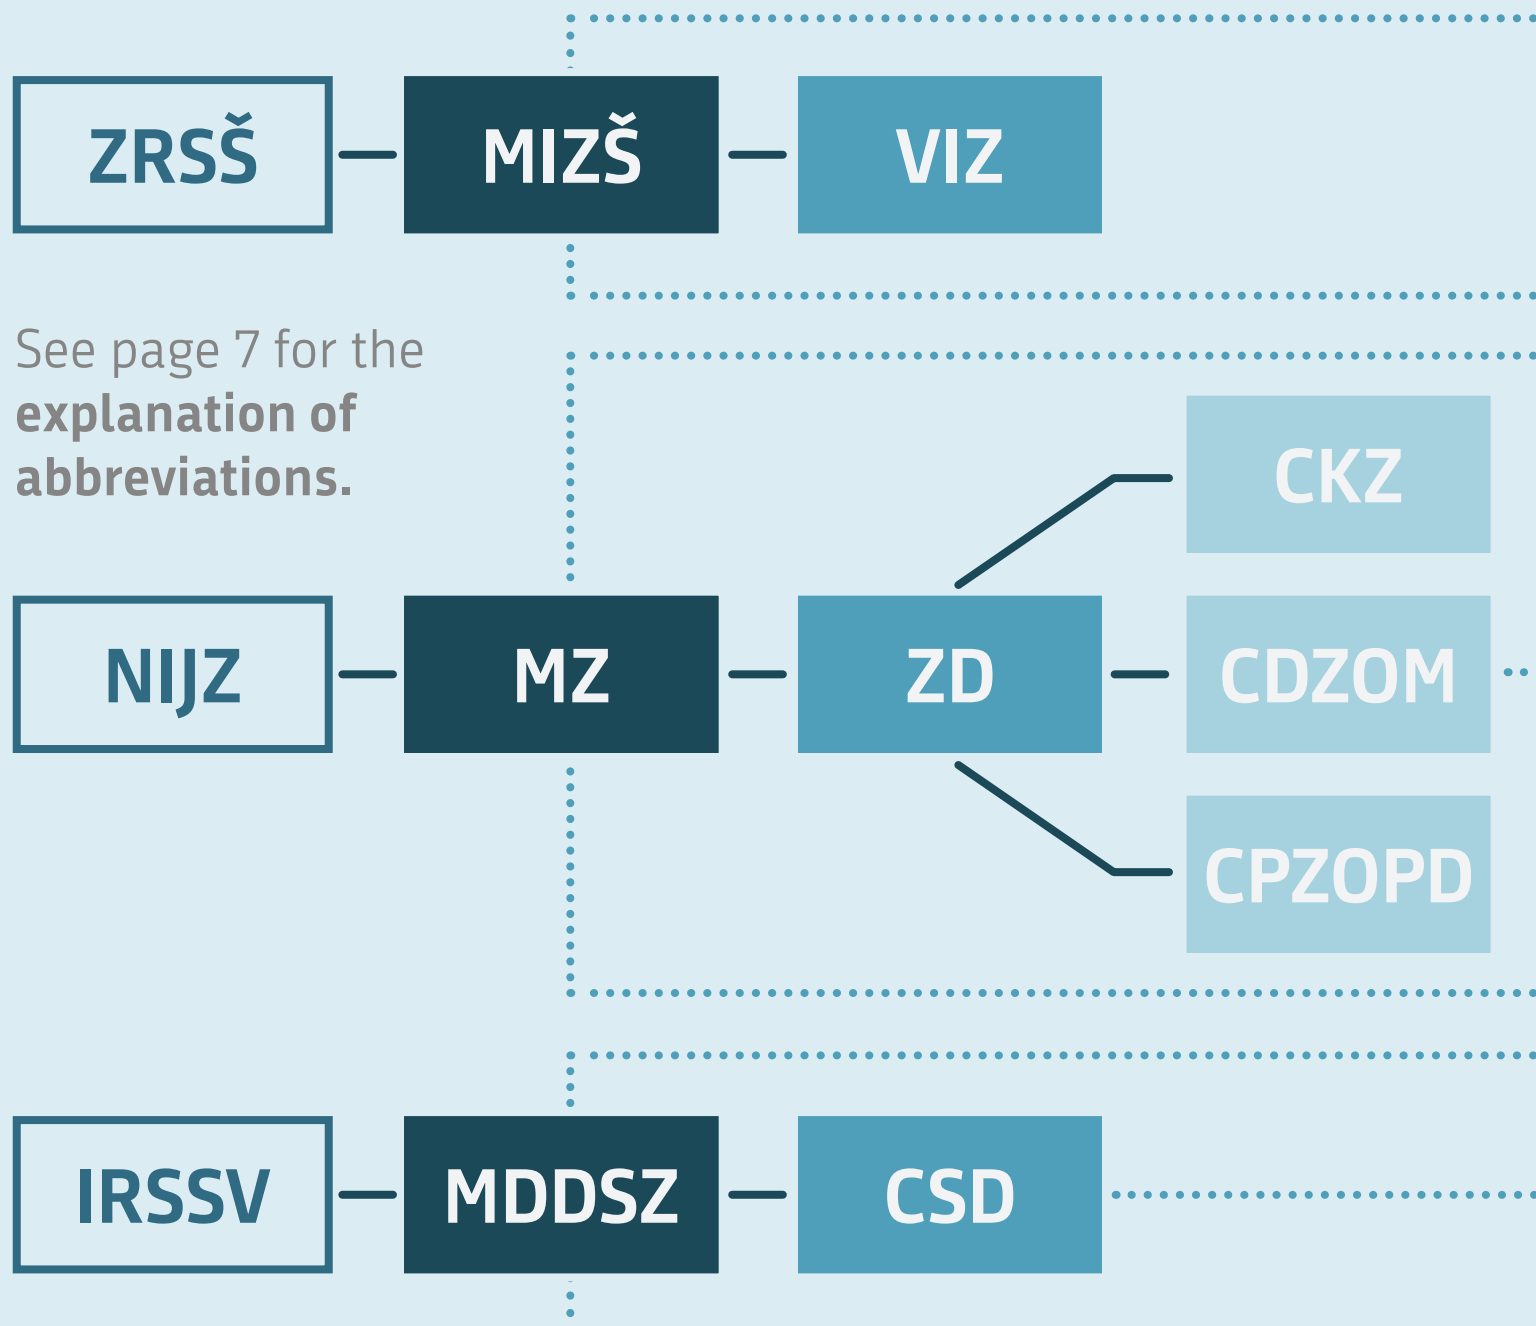 ZRSŠ
MIZŠ
VIZ
See page 7 for the
explanation of
abbreviations.
CKZ
NIJZ
MZ
ZD
CDZOM
CPZOPD
IRSSV
MDDSZ
CSD